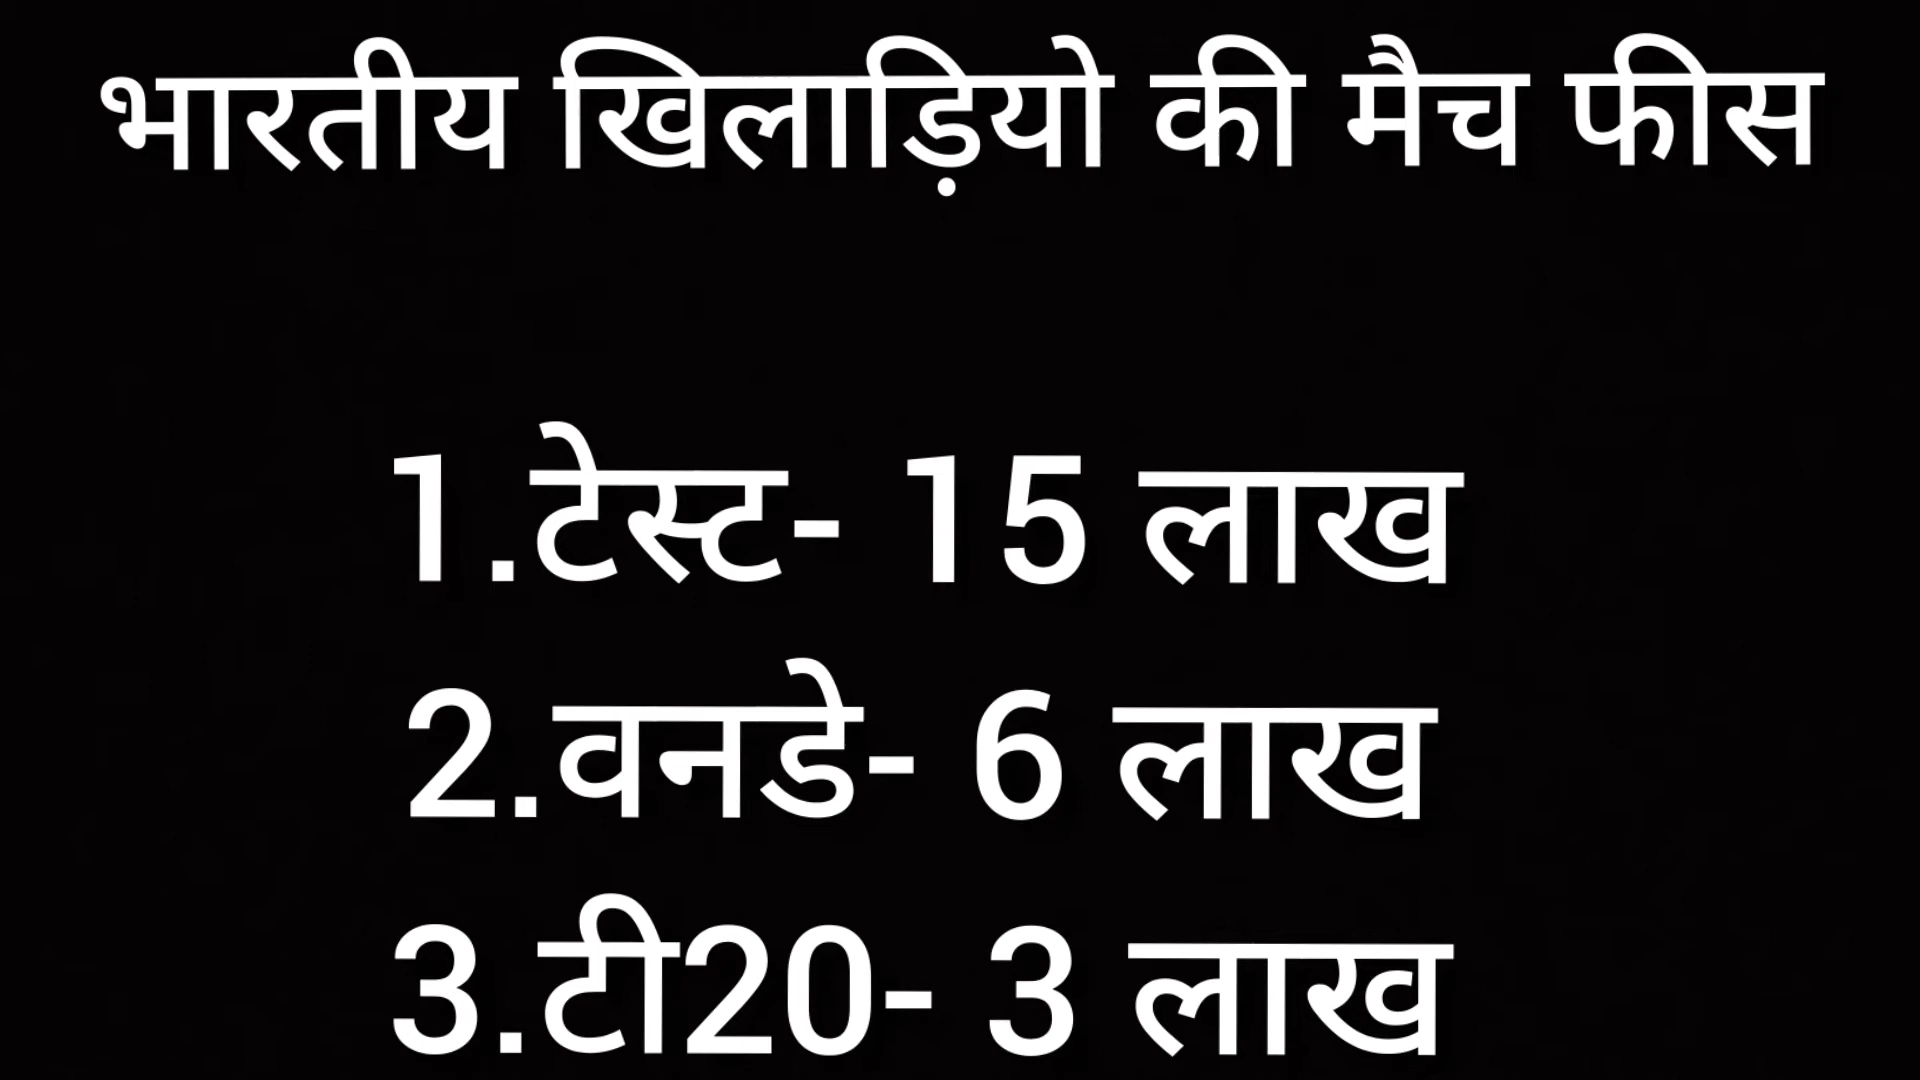 भारतीय खिलाड़ियो की मैच फीस
1.टेस्ट- 15 लाख
2.वनडे- 6 लाख
3.टी20- 3 लाख